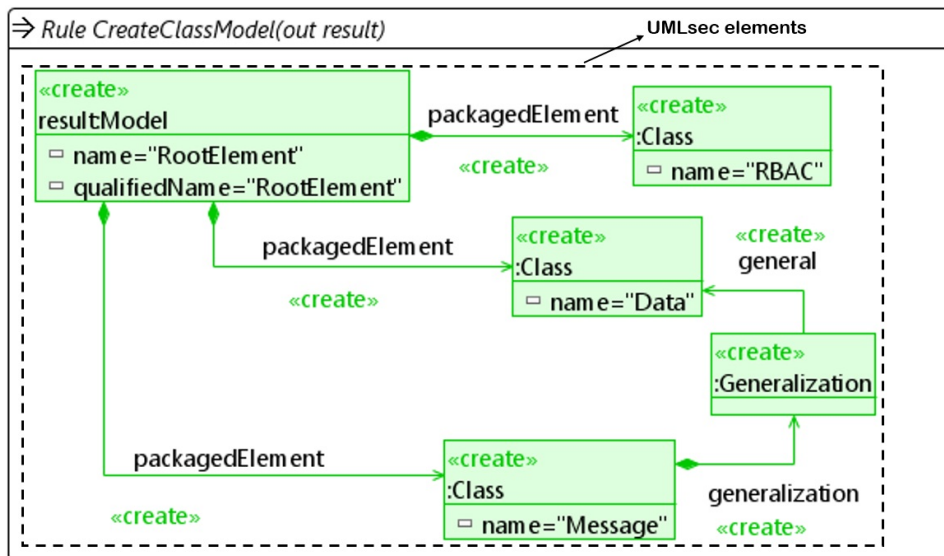 Rule CreateClassModel(out result)
UMLsec elements
«create»
result:Model
name="RootElement"
qualifiedName="RootElement"
packagedElement
«create»
«create»
:Class
name="RBAC"
packagedElement
«create»
«create»
:Class
name="Data"
«create»
general
«create»
:Generalization
packagedElement
«create»
«create»
:Class
name="Message"
generalization
«create»